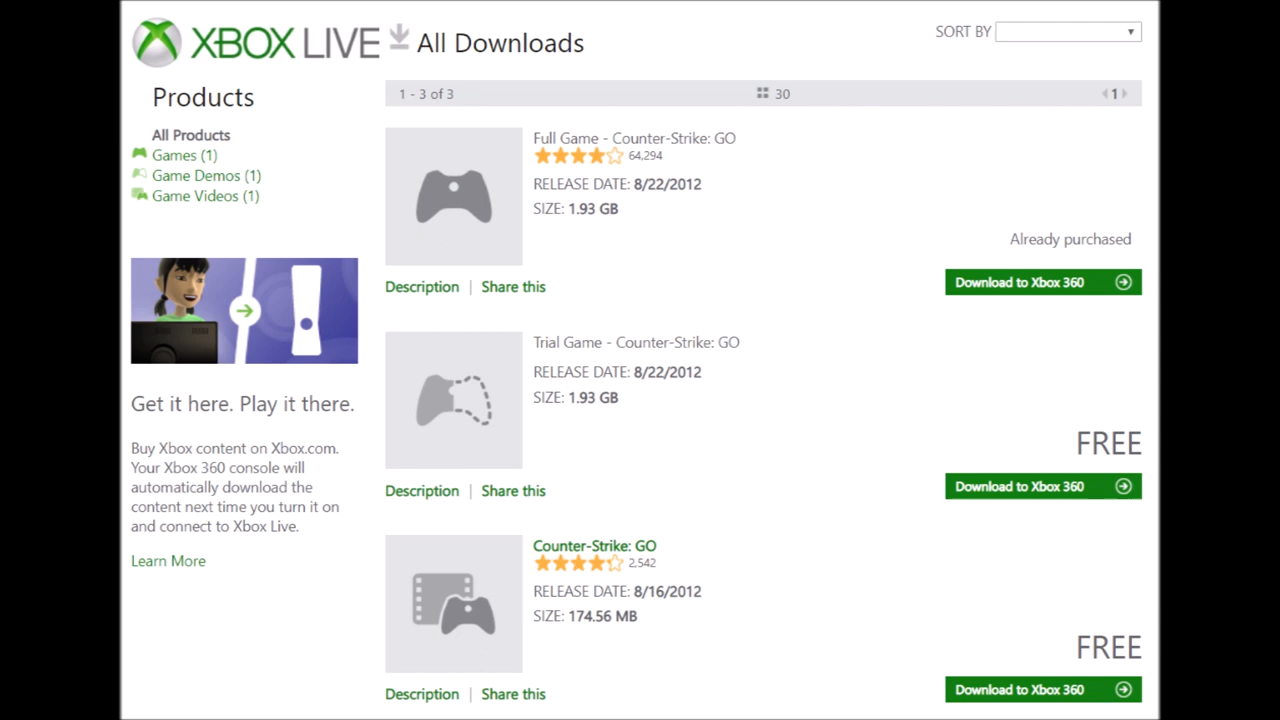 XBOX LIVE All Downloads
SORT BY
Products
All Products
Games (1)
Game Demos (1)
Game Videos (1)
Get it here. Play it there.
Buy Xbox content on Xbox.com.
Your Xbox 360 console will
automatically download the
content next time you turn it on
and connect to Xbox Live.
Learn More
1 - 3 of 3 30 1
Full Game - Counter-Strike: GO
64,294
RELEASE DATE: 8/22/2012
SIZE: 1.93 GB
Already purchased
Download to Xbox 360
Description | Share this
Trial Game - Counter-Strike: GO
RELEASE DATE: 8/22/2012
SIZE: 1.93 GB
FREE
Download to Xbox 360
Description | Share this
Counter-Strike: GO
2,542
RELEASE DATE: 8/16/2012
SIZE: 174.56 MB
FREE
Download to Xbox 360
Description | Share this